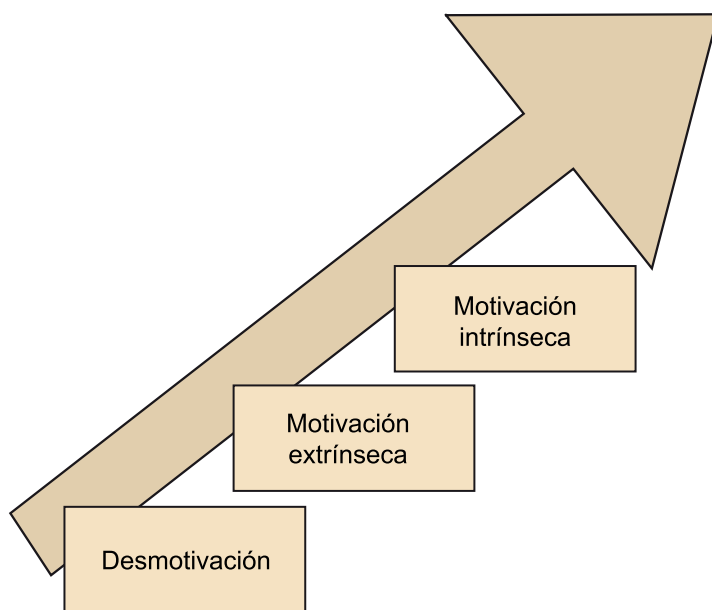 Motivación
intrínseca
Motivación
extrínseca
Desmotivación